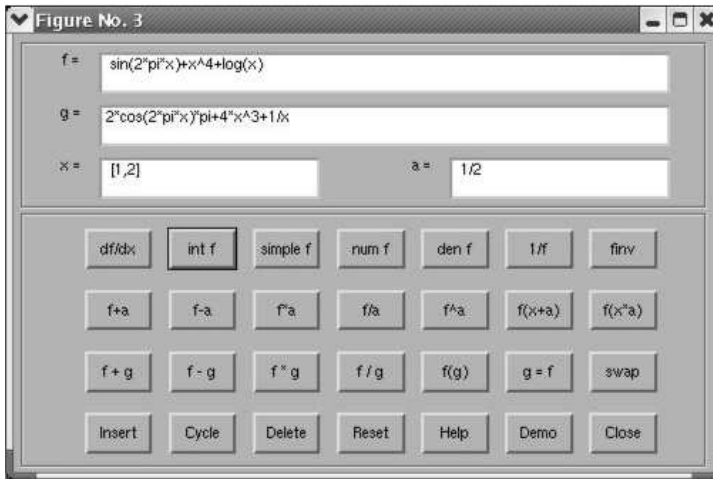 Figure No. 3
f = sin(2*pi*x)+x^4+log(x)
g = 2*cos(2*pi*x)*pi+4*x^3+1/x
x = [1,2] a = 1/2
df/dx int f simple f num f den f 1/f finv
f+a f-a f*a f/a f^a f(x+a) f(x*a)
f + g f - g f * g f / g f(g) g = f swap
Insert Cycle Delete Reset Help Demo Close